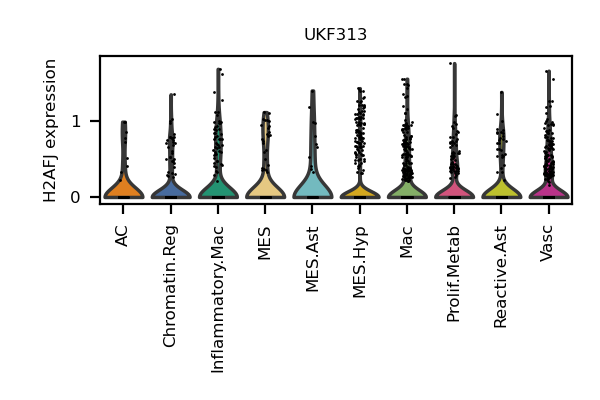 UKF313
H2AFJ expression
1
0
AC
Chromatin.Reg
Inflammatory.Mac
MES
MES.Ast
MES.Hyp
Mac
Prolif.Metab
Reactive.Ast
Vasc